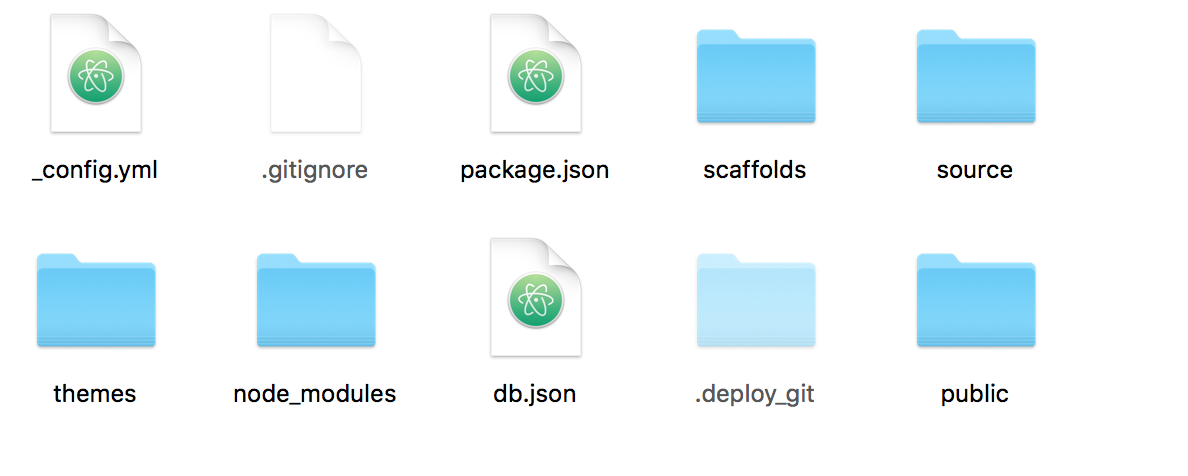 _config.yml
.gitignore
package.json
scaffolds
source
themes
node_modules
db.json
.deploy_git
public